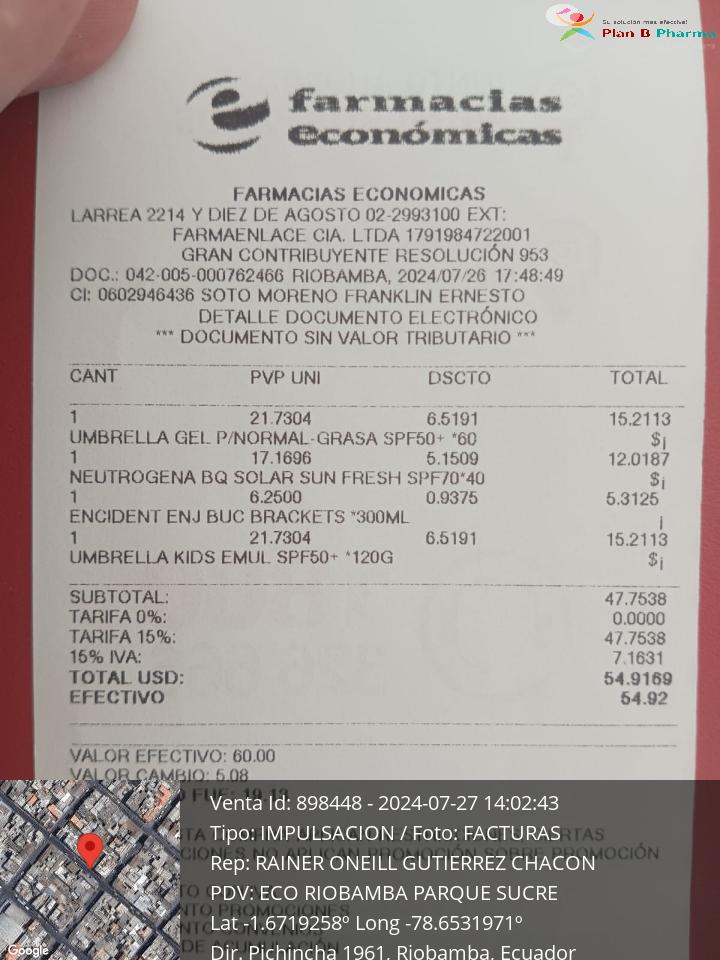 Su solución mas efectiva!
Plan B Pharma
farmacias
económicas
FARMACIAS ECONOMICAS
LARREA 2214 Y DIEZ DE AGOSTO 02-2993100 EXT:
FARMAENLACE CIA. LTDA 1791984722001
GRAN CONTRIBUYENTE RESOLUCIÓN 953
DOC.: 042-005-000762466 RIOBAMBA, 2024/07/26 17:48:49
CI: 0602946436 SOTO MORENO FRANKLIN ERNESTO
DETALLE DOCUMENTO ELECTRÓNICO
*** DOCUMENTO SIN VALOR TRIBUTARIO ***
CANT PVP UNI DSCTO TOTAL
1 21.7304 6.5191 15.2113
UMBRELLA GEL P/NORMAL-GRASA SPF50+ *60 $¡
1 17.1696 5.1509 12.0187
NEUTROGENA BQ SOLAR SUN FRESH SPF70*40 $¡
1 6.2500 0.9375 5.3125
ENCIDENT ENJ BUC BRACKETS *300ML ¡
1 21.7304 6.5191 15.2113
UMBRELLA KIDS EMUL SPF50+ *120G $¡
SUBTOTAL: 47.7538
TARIFA 0%: 0.0000
TARIFA 15%: 47.7538
15% IVA: 7.1631
TOTAL USD: 54.9169
EFECTIVO 54.92
VALOR EFECTIVO: 60.00
VALOR CAMBIO: 5.08
FUE: 19.13
Venta Id: 898448 - 2024-07-27 14:02:43
Tipo: IMPULSACION / Foto: FACTURAS
Rep: RAINER ONEILL GUTIERREZ CHACON
PDV: ECO RIOBAMBA PARQUE SUCRE
Lat -1.6719258º Long -78.6531971º
Dir. Pichincha 1961, Riobamba, Ecuador
Google